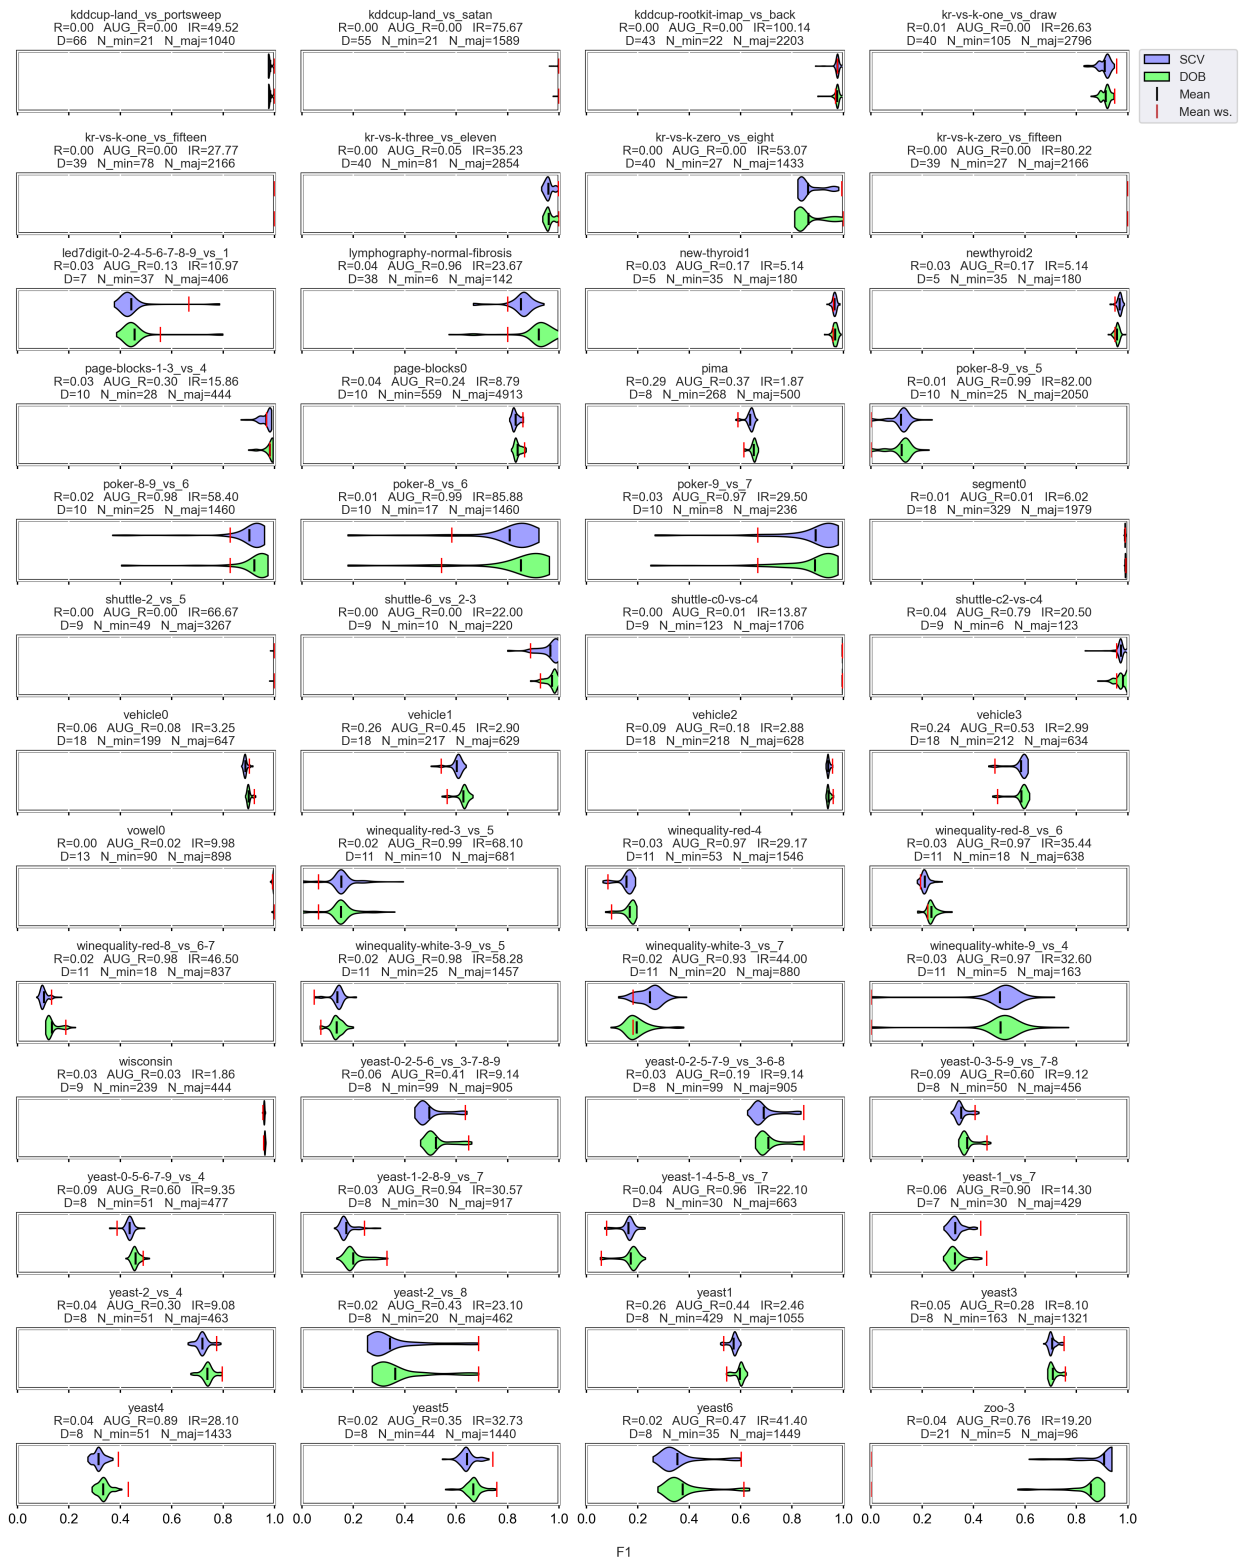 kddcup-land_vs_portsweep
R=0.00 AUG_R=0.00 IR=49.52
D=66 N_min=21 N_maj=1040
kddcup-land_vs_satan
R=0.00 AUG_R=0.00 IR=75.67
D=55 N_min=21 N_maj=1589
kddcup-rootkit-imap_vs_back
R=0.00 AUG_R=0.00 IR=100.14
D=43 N_min=22 N_maj=2203
kr-vs-k-one_vs_draw
R=0.01 AUG_R=0.00 IR=26.63
D=40 N_min=105 N_maj=2796
SCV
DOB
Mean
Mean ws.
kr-vs-k-one_vs_fifteen
R=0.00 AUG_R=0.00 IR=27.77
D=39 N_min=78 N_maj=2166
kr-vs-k-three_vs_eleven
R=0.00 AUG_R=0.05 IR=35.23
D=40 N_min=81 N_maj=2854
kr-vs-k-zero_vs_eight
R=0.00 AUG_R=0.00 IR=53.07
D=40 N_min=27 N_maj=1433
kr-vs-k-zero_vs_fifteen
R=0.00 AUG_R=0.00 IR=80.22
D=39 N_min=27 N_maj=2166
led7digit-0-2-4-5-6-7-8-9_vs_1
R=0.03 AUG_R=0.13 IR=10.97
D=7 N_min=37 N_maj=406
lymphography-normal-fibrosis
R=0.04 AUG_R=0.96 IR=23.67
D=38 N_min=6 N_maj=142
new-thyroid1
R=0.03 AUG_R=0.17 IR=5.14
D=5 N_min=35 N_maj=180
newthyroid2
R=0.03 AUG_R=0.17 IR=5.14
D=5 N_min=35 N_maj=180
page-blocks-1-3_vs_4
R=0.03 AUG_R=0.30 IR=15.86
D=10 N_min=28 N_maj=444
page-blocks0
R=0.04 AUG_R=0.24 IR=8.79
D=10 N_min=559 N_maj=4913
pima
R=0.29 AUG_R=0.37 IR=1.87
D=8 N_min=268 N_maj=500
poker-8-9_vs_5
R=0.01 AUG_R=0.99 IR=82.00
D=10 N_min=25 N_maj=2050
poker-8-9_vs_6
R=0.02 AUG_R=0.98 IR=58.40
D=10 N_min=25 N_maj=1460
poker-8_vs_6
R=0.01 AUG_R=0.99 IR=85.88
D=10 N_min=17 N_maj=1460
poker-9_vs_7
R=0.03 AUG_R=0.97 IR=29.50
D=10 N_min=8 N_maj=236
segment0
R=0.01 AUG_R=0.01 IR=6.02
D=18 N_min=329 N_maj=1979
shuttle-2_vs_5
R=0.00 AUG_R=0.00 IR=66.67
D=9 N_min=49 N_maj=3267
shuttle-6_vs_2-3
R=0.00 AUG_R=0.00 IR=22.00
D=9 N_min=10 N_maj=220
shuttle-c0-vs-c4
R=0.00 AUG_R=0.01 IR=13.87
D=9 N_min=123 N_maj=1706
shuttle-c2-vs-c4
R=0.04 AUG_R=0.79 IR=20.50
D=9 N_min=6 N_maj=123
vehicle0
R=0.06 AUG_R=0.08 IR=3.25
D=18 N_min=199 N_maj=647
vehicle1
R=0.26 AUG_R=0.45 IR=2.90
D=18 N_min=217 N_maj=629
vehicle2
R=0.09 AUG_R=0.18 IR=2.88
D=18 N_min=218 N_maj=628
vehicle3
R=0.24 AUG_R=0.53 IR=2.99
D=18 N_min=212 N_maj=634
vowel0
R=0.00 AUG_R=0.02 IR=9.98
D=13 N_min=90 N_maj=898
winequality-red-3_vs_5
R=0.02 AUG_R=0.99 IR=68.10
D=11 N_min=10 N_maj=681
winequality-red-4
R=0.03 AUG_R=0.97 IR=29.17
D=11 N_min=53 N_maj=1546
winequality-red-8_vs_6
R=0.03 AUG_R=0.97 IR=35.44
D=11 N_min=18 N_maj=638
winequality-red-8_vs_6-7
R=0.02 AUG_R=0.98 IR=46.50
D=11 N_min=18 N_maj=837
winequality-white-3-9_vs_5
R=0.02 AUG_R=0.98 IR=58.28
D=11 N_min=25 N_maj=1457
winequality-white-3_vs_7
R=0.02 AUG_R=0.93 IR=44.00
D=11 N_min=20 N_maj=880
winequality-white-9_vs_4
R=0.03 AUG_R=0.97 IR=32.60
D=11 N_min=5 N_maj=163
wisconsin
R=0.03 AUG_R=0.03 IR=1.86
D=9 N_min=239 N_maj=444
yeast-0-2-5-6_vs_3-7-8-9
R=0.06 AUG_R=0.41 IR=9.14
D=8 N_min=99 N_maj=905
yeast-0-2-5-7-9_vs_3-6-8
R=0.03 AUG_R=0.19 IR=9.14
D=8 N_min=99 N_maj=905
yeast-0-3-5-9_vs_7-8
R=0.09 AUG_R=0.60 IR=9.12
D=8 N_min=50 N_maj=456
yeast-0-5-6-7-9_vs_4
R=0.09 AUG_R=0.60 IR=9.35
D=8 N_min=51 N_maj=477
yeast-1-2-8-9_vs_7
R=0.03 AUG_R=0.94 IR=30.57
D=8 N_min=30 N_maj=917
yeast-1-4-5-8_vs_7
R=0.04 AUG_R=0.96 IR=22.10
D=8 N_min=30 N_maj=663
yeast-1_vs_7
R=0.06 AUG_R=0.90 IR=14.30
D=7 N_min=30 N_maj=429
yeast-2_vs_4
R=0.04 AUG_R=0.30 IR=9.08
D=8 N_min=51 N_maj=463
yeast-2_vs_8
R=0.02 AUG_R=0.43 IR=23.10
D=8 N_min=20 N_maj=462
yeast1
R=0.26 AUG_R=0.44 IR=2.46
D=8 N_min=429 N_maj=1055
yeast3
R=0.05 AUG_R=0.28 IR=8.10
D=8 N_min=163 N_maj=1321
yeast4
R=0.04 AUG_R=0.89 IR=28.10
D=8 N_min=51 N_maj=1433
yeast5
R=0.02 AUG_R=0.35 IR=32.73
D=8 N_min=44 N_maj=1440
yeast6
R=0.02 AUG_R=0.47 IR=41.40
D=8 N_min=35 N_maj=1449
zoo-3
R=0.04 AUG_R=0.76 IR=19.20
D=21 N_min=5 N_maj=96
0.0 0.2 0.4 0.6 0.8 1.0
0.0 0.2 0.4 0.6 0.8 1.0
0.0 0.2 0.4 0.6 0.8 1.0
0.0 0.2 0.4 0.6 0.8 1.0
F1